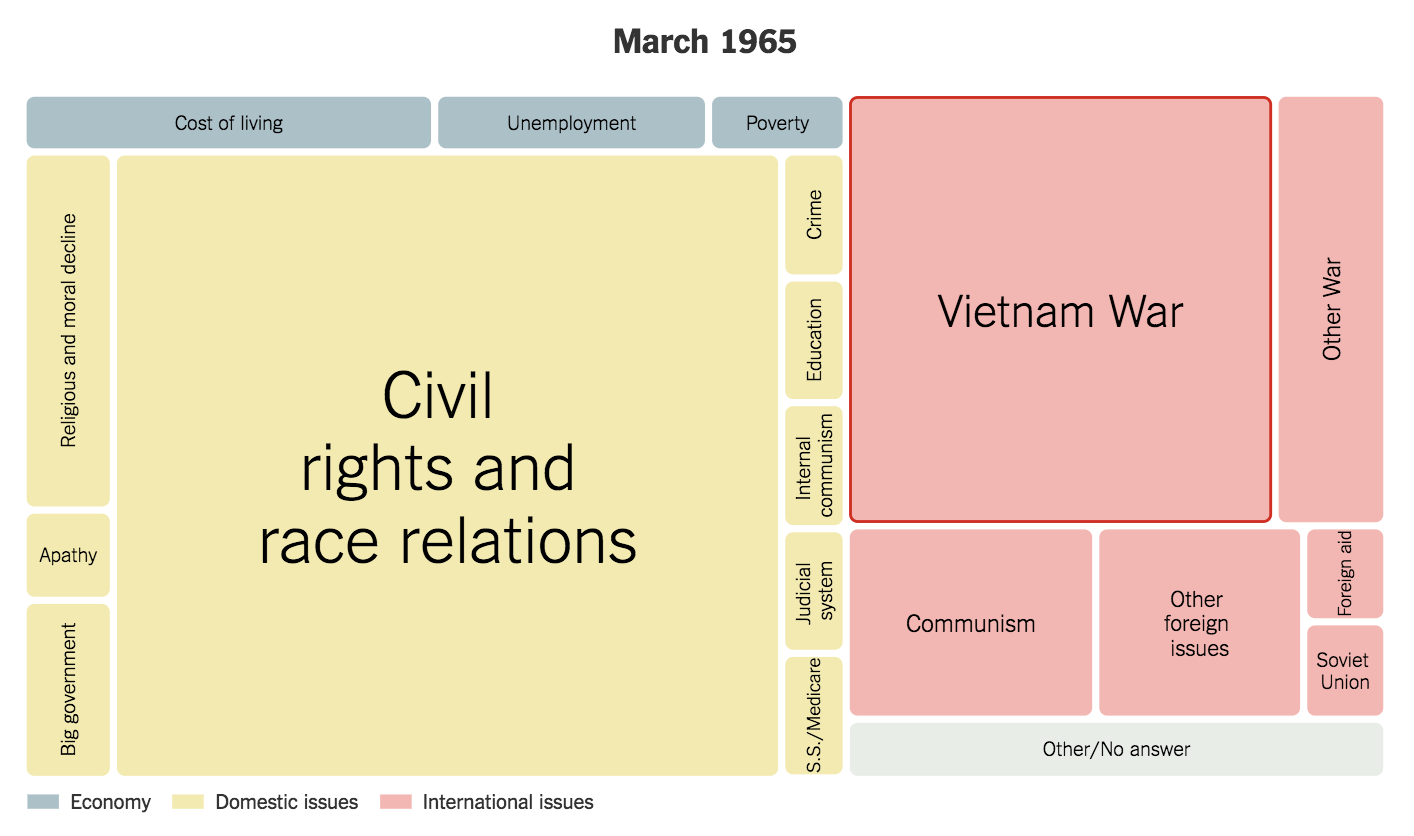 March 1965
Cost of living
Unemployment
Poverty
Religious and moral decline
Apathy
Big government
Civil
rights and
race relations
Crime
Education
Internal
communism
Judicial
system
S.S./Medicare
Vietnam War
Other War
Communism
Other
foreign
issues
Foreign aid
Soviet
Union
Other/No answer
Economy
Domestic issues
International issues